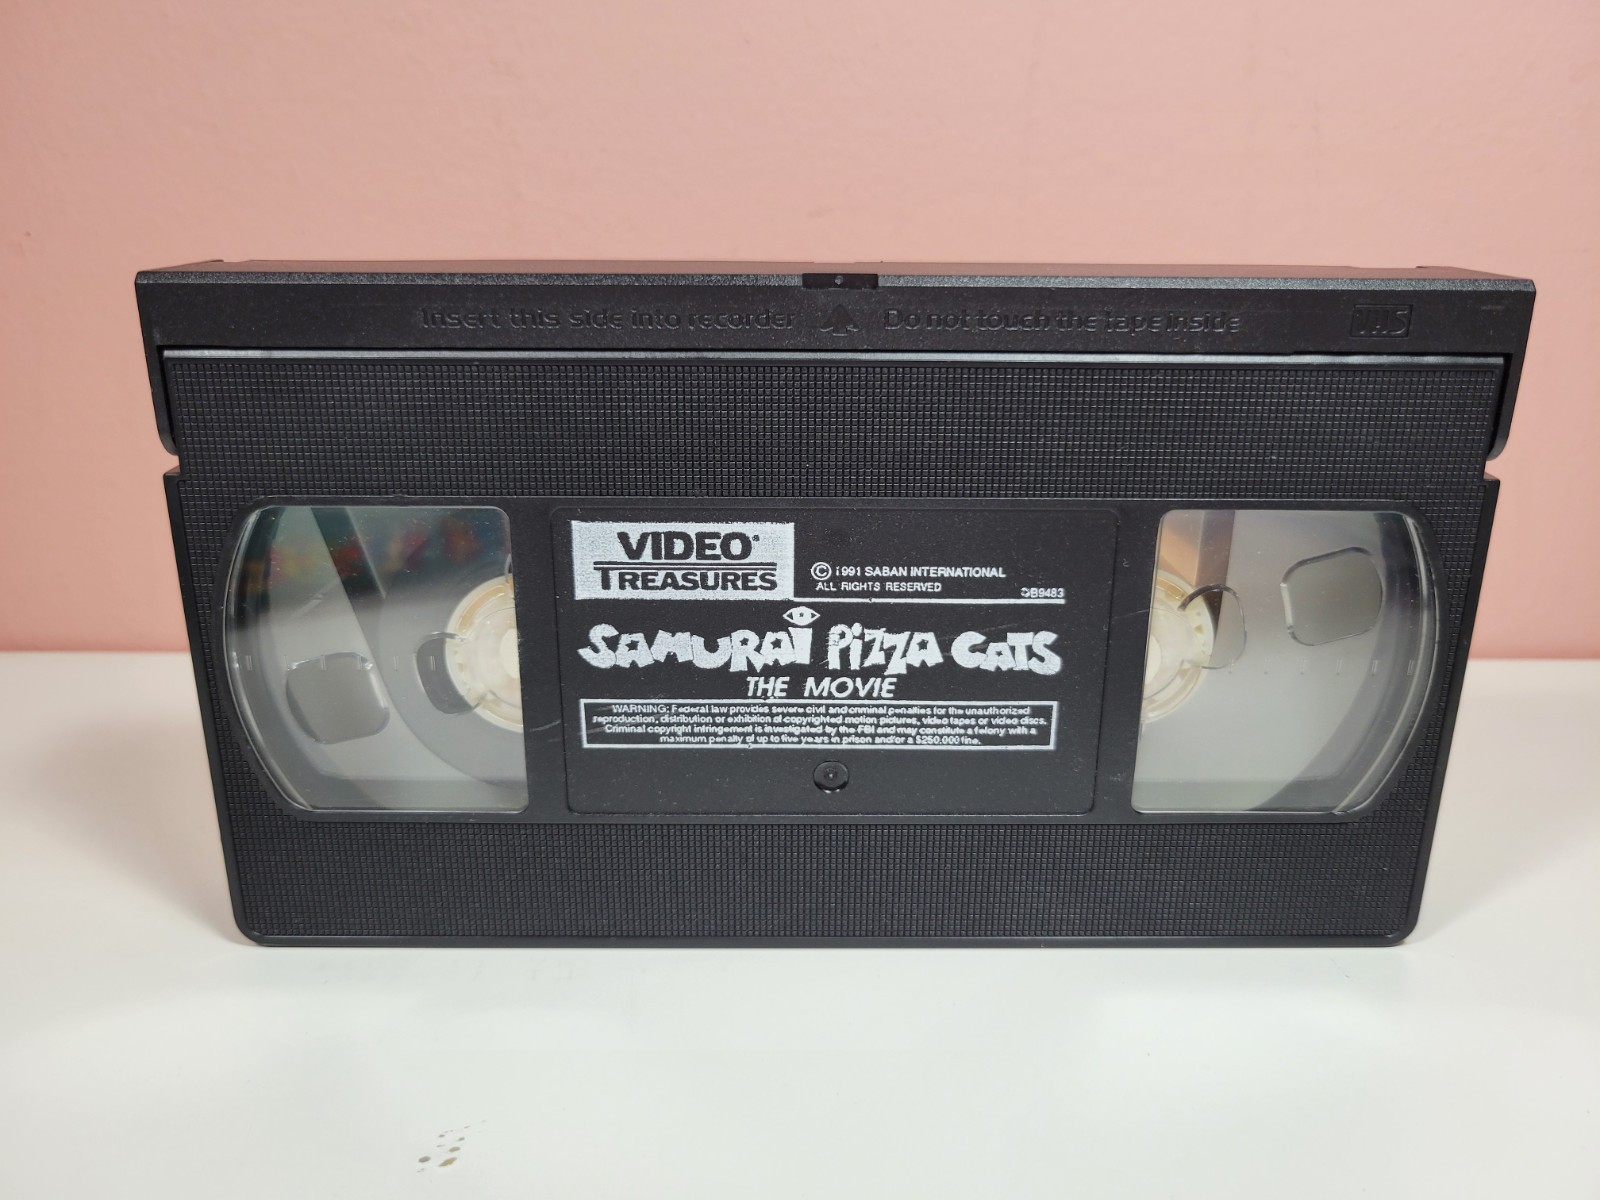 Insert this side into recorder Do not touch the tape inside VHS
VIDEO®
TREASURES
© 1991 SABAN INTERNATIONAL
ALL RIGHTS RESERVED
SB9483
SAMURAI PIZZA CATS
THE MOVIE
WARNING: Federal law provides severe civil and criminal penalties for the unauthorized
reproduction, distribution or exhibition of copyrighted motion pictures, video tapes or video discs.
Criminal copyright infringement is investigated by the FBI and may constitute a felony with a
maximum penalty of up to five years in prison and/or a $250,000 fine.